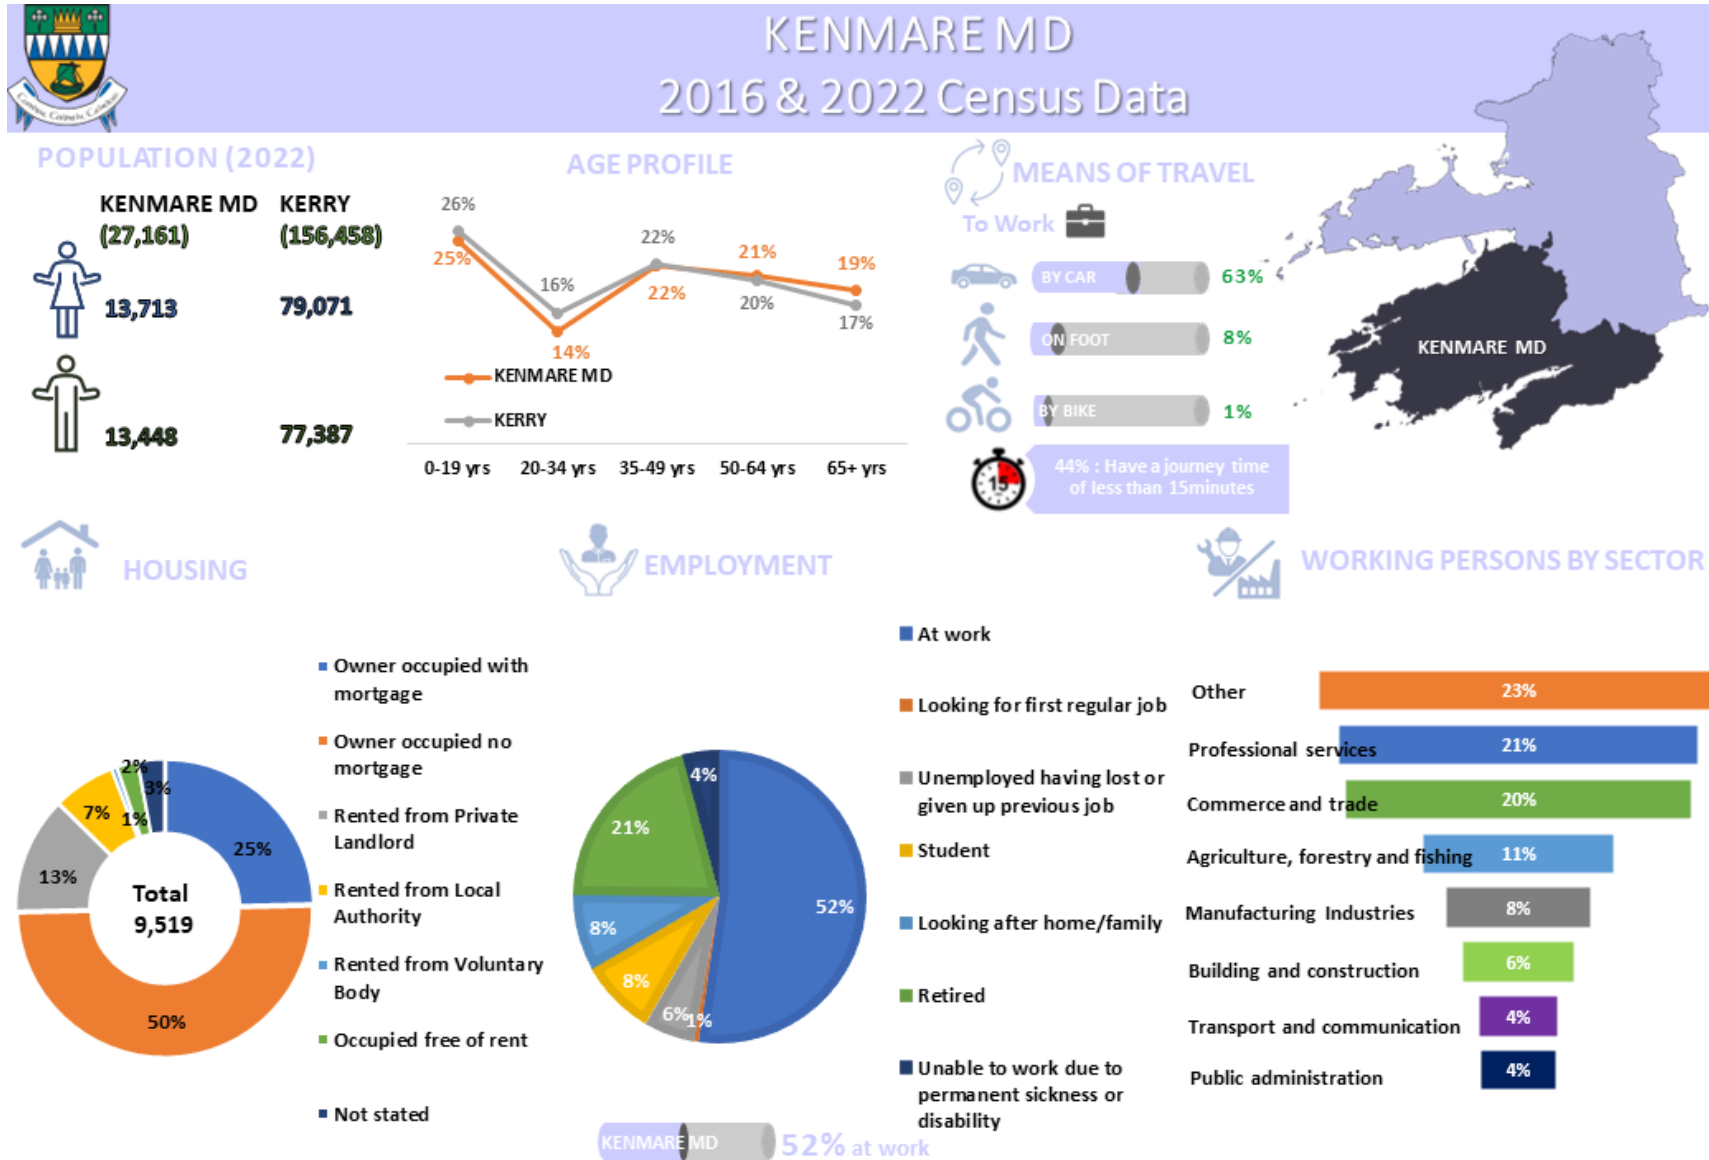 KENMARE MD
2016 & 2022 Census Data
POPULATION (2022)
KENMARE MD KERRY
(27,161) (156,458)
13,713 79,071
13,448 77,387
AGE PROFILE
26%
25%
16%
14%
22%
22%
21%
20%
19%
17%
KENMARE MD
KERRY
0-19 yrs 20-34 yrs 35-49 yrs 50-64 yrs 65+ yrs
MEANS OF TRAVEL
To Work
BY CAR 63%
ON FOOT 8%
BY BIKE 1%
15
44% : Have a journey time
of less than 15minutes
KENMARE MD
HOUSING
25%
50%
13%
7%
1%
2%
3%
Total
9,519
Owner occupied with
mortgage
Owner occupied no
mortgage
Rented from Private
Landlord
Rented from Local
Authority
Rented from Voluntary
Body
Occupied free of rent
Not stated
EMPLOYMENT
52%
1%
6%
8%
8%
21%
4%
At work
Looking for first regular job
Unemployed having lost or
given up previous job
Student
Looking after home/family
Retired
Unable to work due to
permanent sickness or
disability
KENMARE MD 52% at work
WORKING PERSONS BY SECTOR
Other 23%
Professional services 21%
Commerce and trade 20%
Agriculture, forestry and fishing 11%
Manufacturing Industries 8%
Building and construction 6%
Transport and communication 4%
Public administration 4%